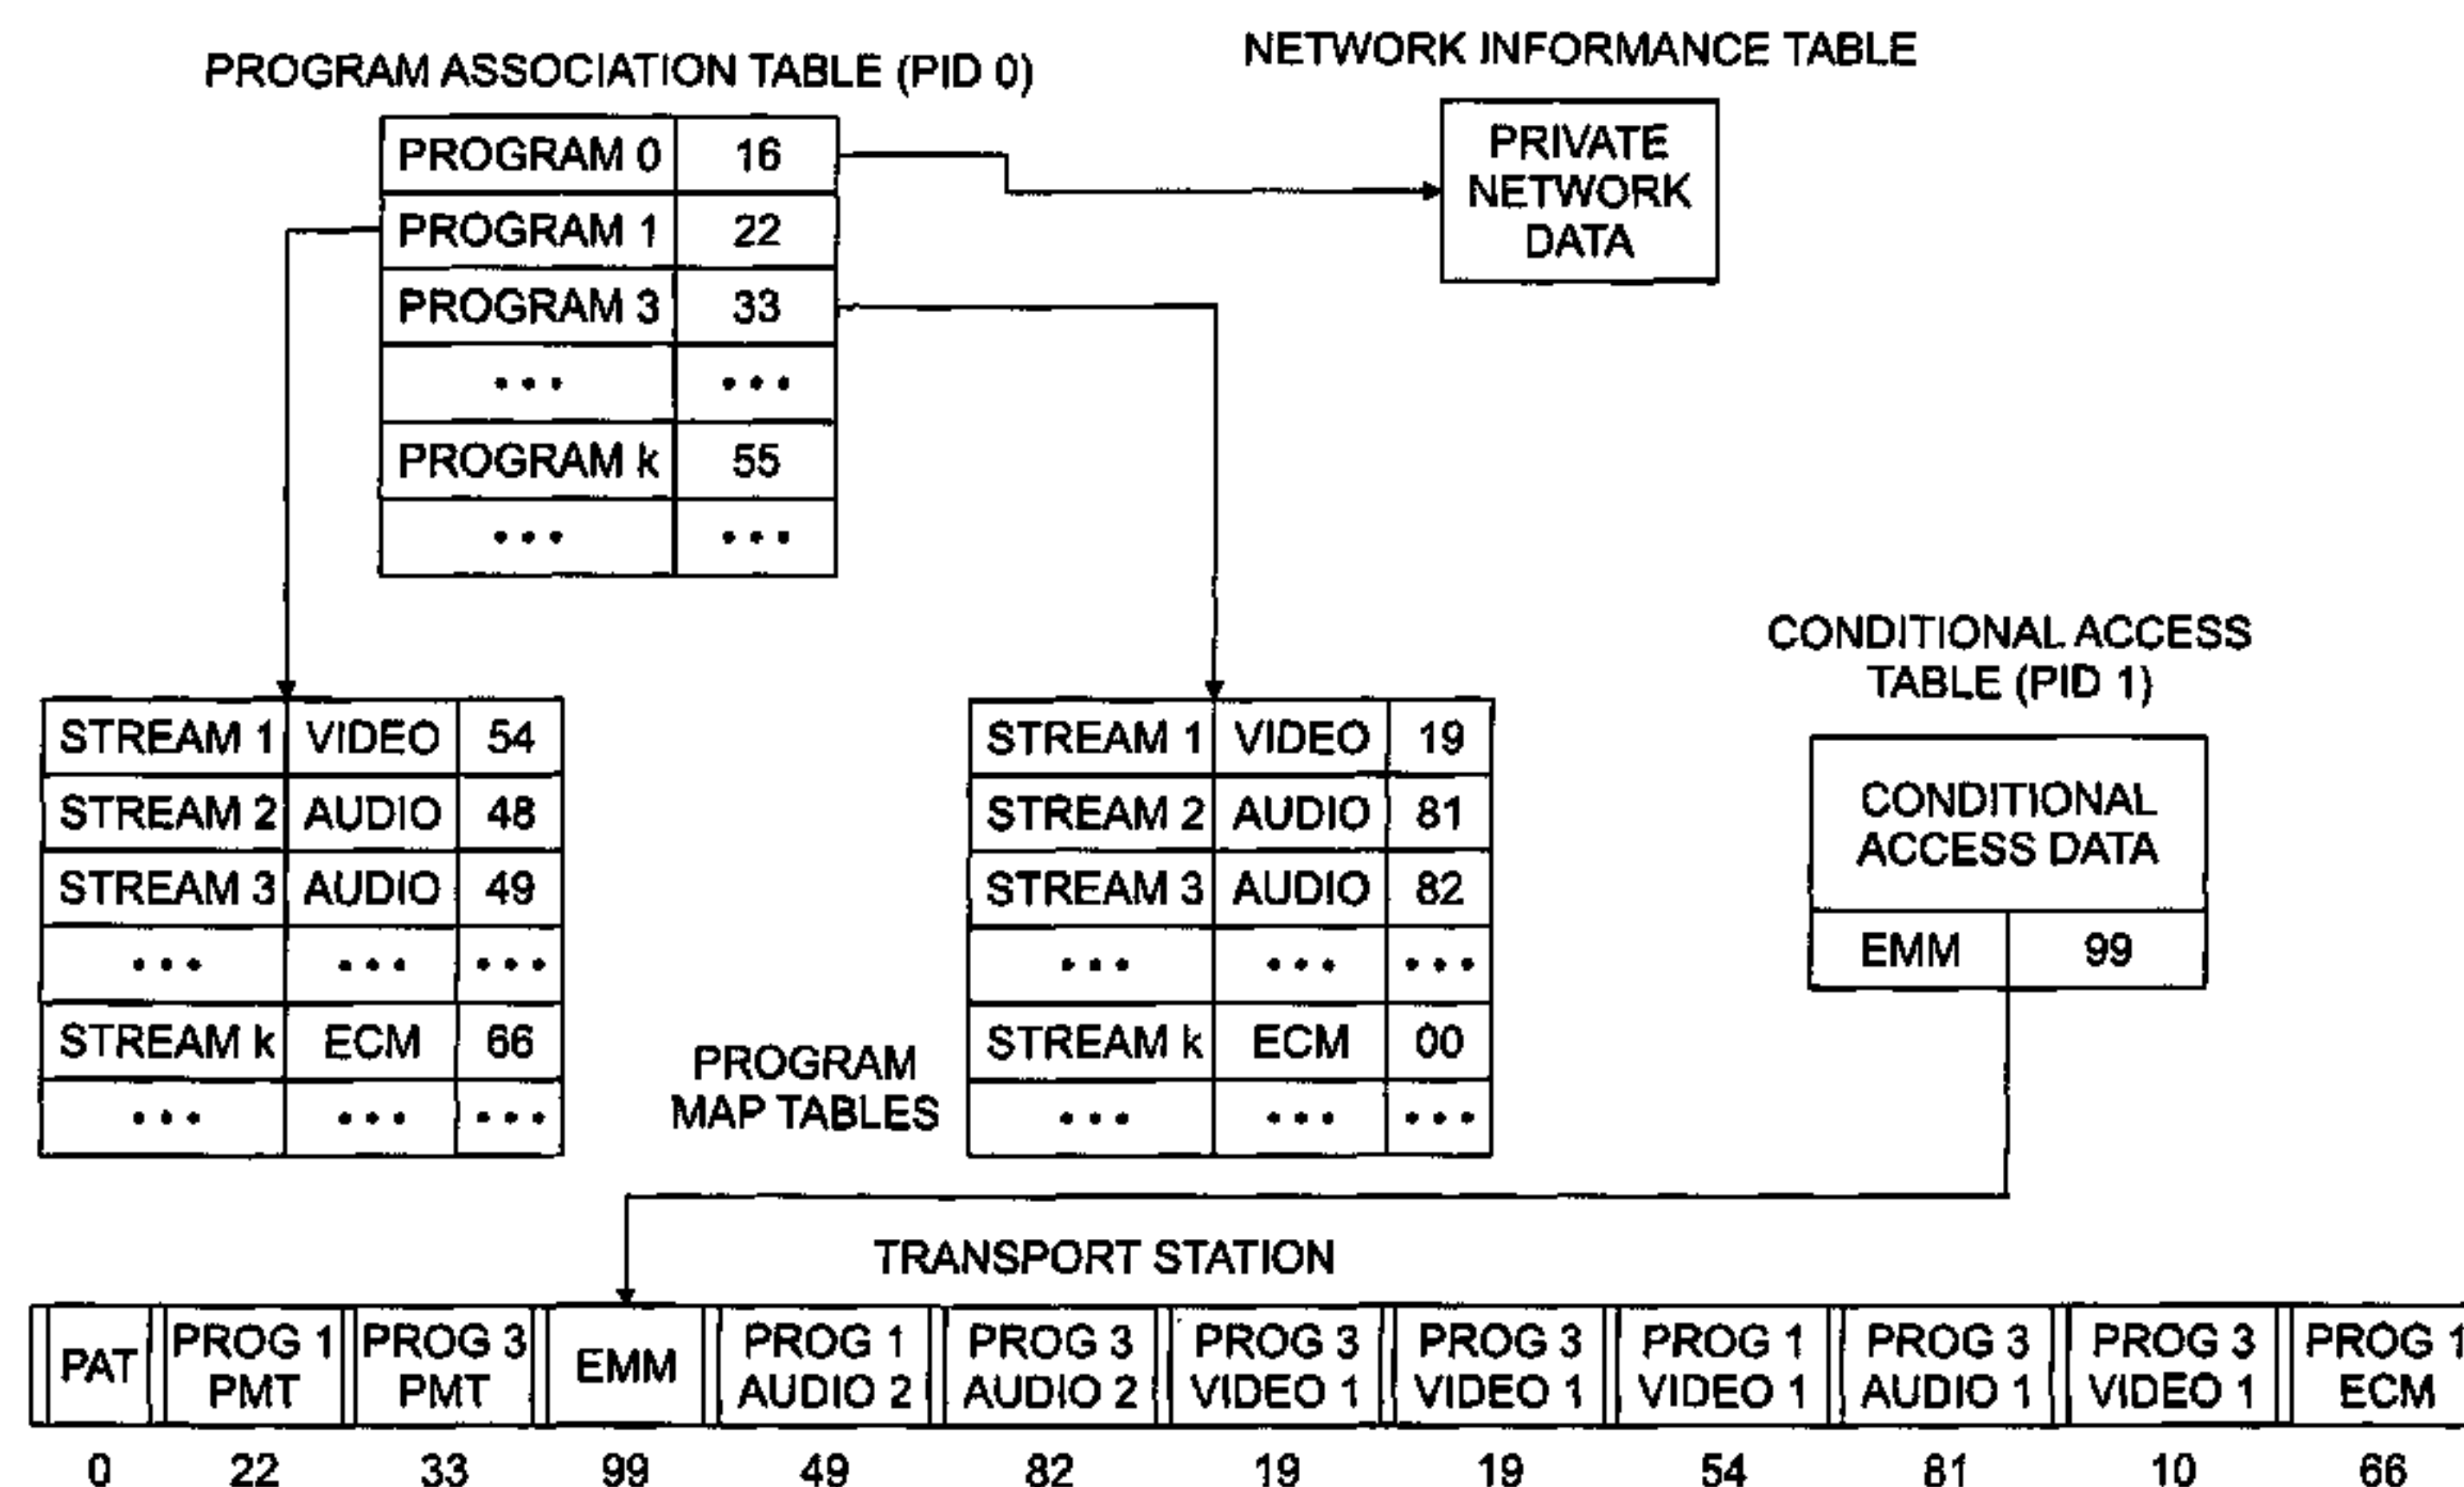 PROGRAM ASSOCIATION TABLE (PID 0)
NETWORK INFORMANCE TABLE
PROGRAM 0 16
PROGRAM 1 22
PROGRAM 3 33
••• •••
PROGRAM k 55
••• •••
PRIVATE
NETWORK
DATA
STREAM 1 VIDEO 54
STREAM 2 AUDIO 48
STREAM 3 AUDIO 49
••• ••• •••
STREAM k ECM 66
••• ••• •••
PROGRAM
MAP TABLES
STREAM 1 VIDEO 19
STREAM 2 AUDIO 81
STREAM 3 AUDIO 82
••• ••• •••
STREAM k ECM 00
••• ••• •••
CONDITIONAL ACCESS
TABLE (PID 1)
CONDITIONAL
ACCESS DATA
EMM 99
TRANSPORT STATION
PAT
PROG 1
PMT
PROG 3
PMT
EMM
PROG 1
AUDIO 2
PROG 3
AUDIO 2
PROG 3
VIDEO 1
PROG 3
VIDEO 1
PROG 1
VIDEO 1
PROG 3
AUDIO 1
PROG 3
VIDEO 1
PROG 1
ECM
0 22 33 99 49 82 19 19 54 81 10 66